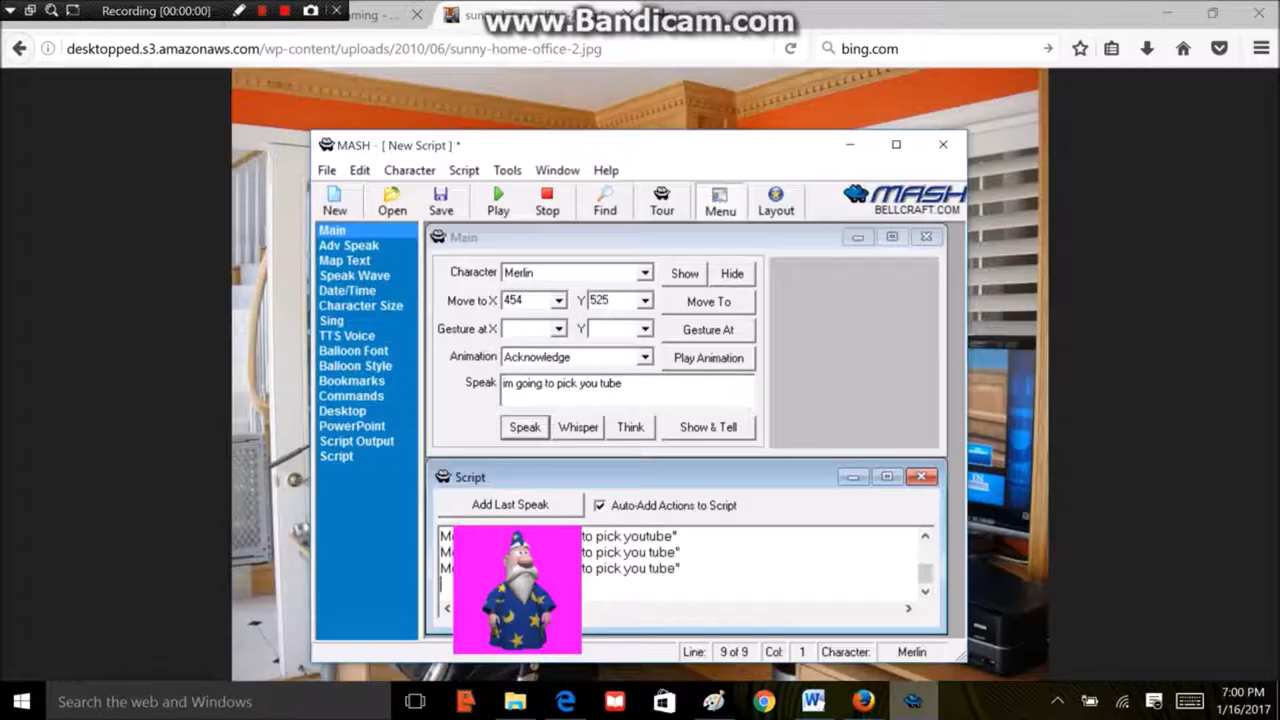 Recording [00:00:00]
www.Bandicam.com
desktopped.s3.amazonaws.com/wp-content/uploads/2010/06/sunny-home-office-2.jpg
bing.com
MASH - [ New Script ] *
File Edit Character Script Tools Window Help
New Open Save Play Stop Find Tour Menu Layout
MASH
BELLCRAFT.COM
Main
Adv Speak
Map Text
Speak Wave
Date/Time
Character Size
Sing
TTS Voice
Balloon Font
Balloon Style
Bookmarks
Commands
Desktop
PowerPoint
Script Output
Script
Main
Character Merlin Show Hide
Move to X 454 Y 525 Move To
Gesture at X Y Gesture At
Animation Acknowledge Play Animation
Speak im going to pick you tube
Speak Whisper Think Show & Tell
Script
Add Last Speak Auto-Add Actions to Script
to pick youtube"
to pick you tube"
to pick you tube"
Line: 9 of 9 Col: 1 Character: Merlin
Search the web and Windows
7:00 PM
1/16/2017